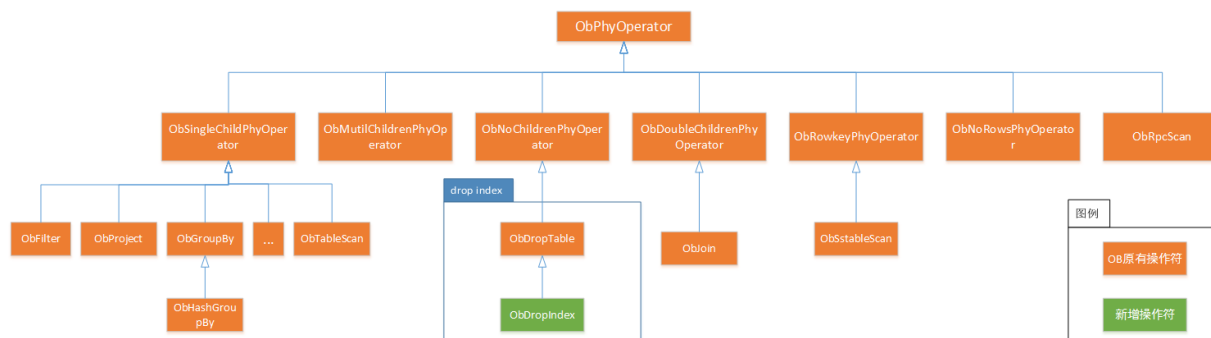 ObPhyOperator
ObSingleChildPhyOper
ator
ObMutilChildrenPhyOp
erator
ObNoChildrenPhyOper
ator
ObDoubleChildrenPhy
Operator
ObRowkeyPhyOperator
ObNoRowsPhyOperato
r
ObRpcScan
drop index
图例
ObFilter
ObProject
ObGroupBy
...
ObTableScan
ObDropTable
ObJoin
ObSstableScan
OB原有操作符
ObHashGrou
pBy
ObDropIndex
新增操作符